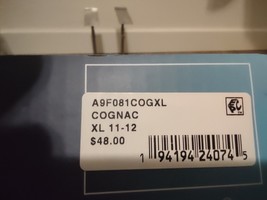 A9F081COGXL
COGNAC
XL 11-12
$48.00
1 94194 24074 5